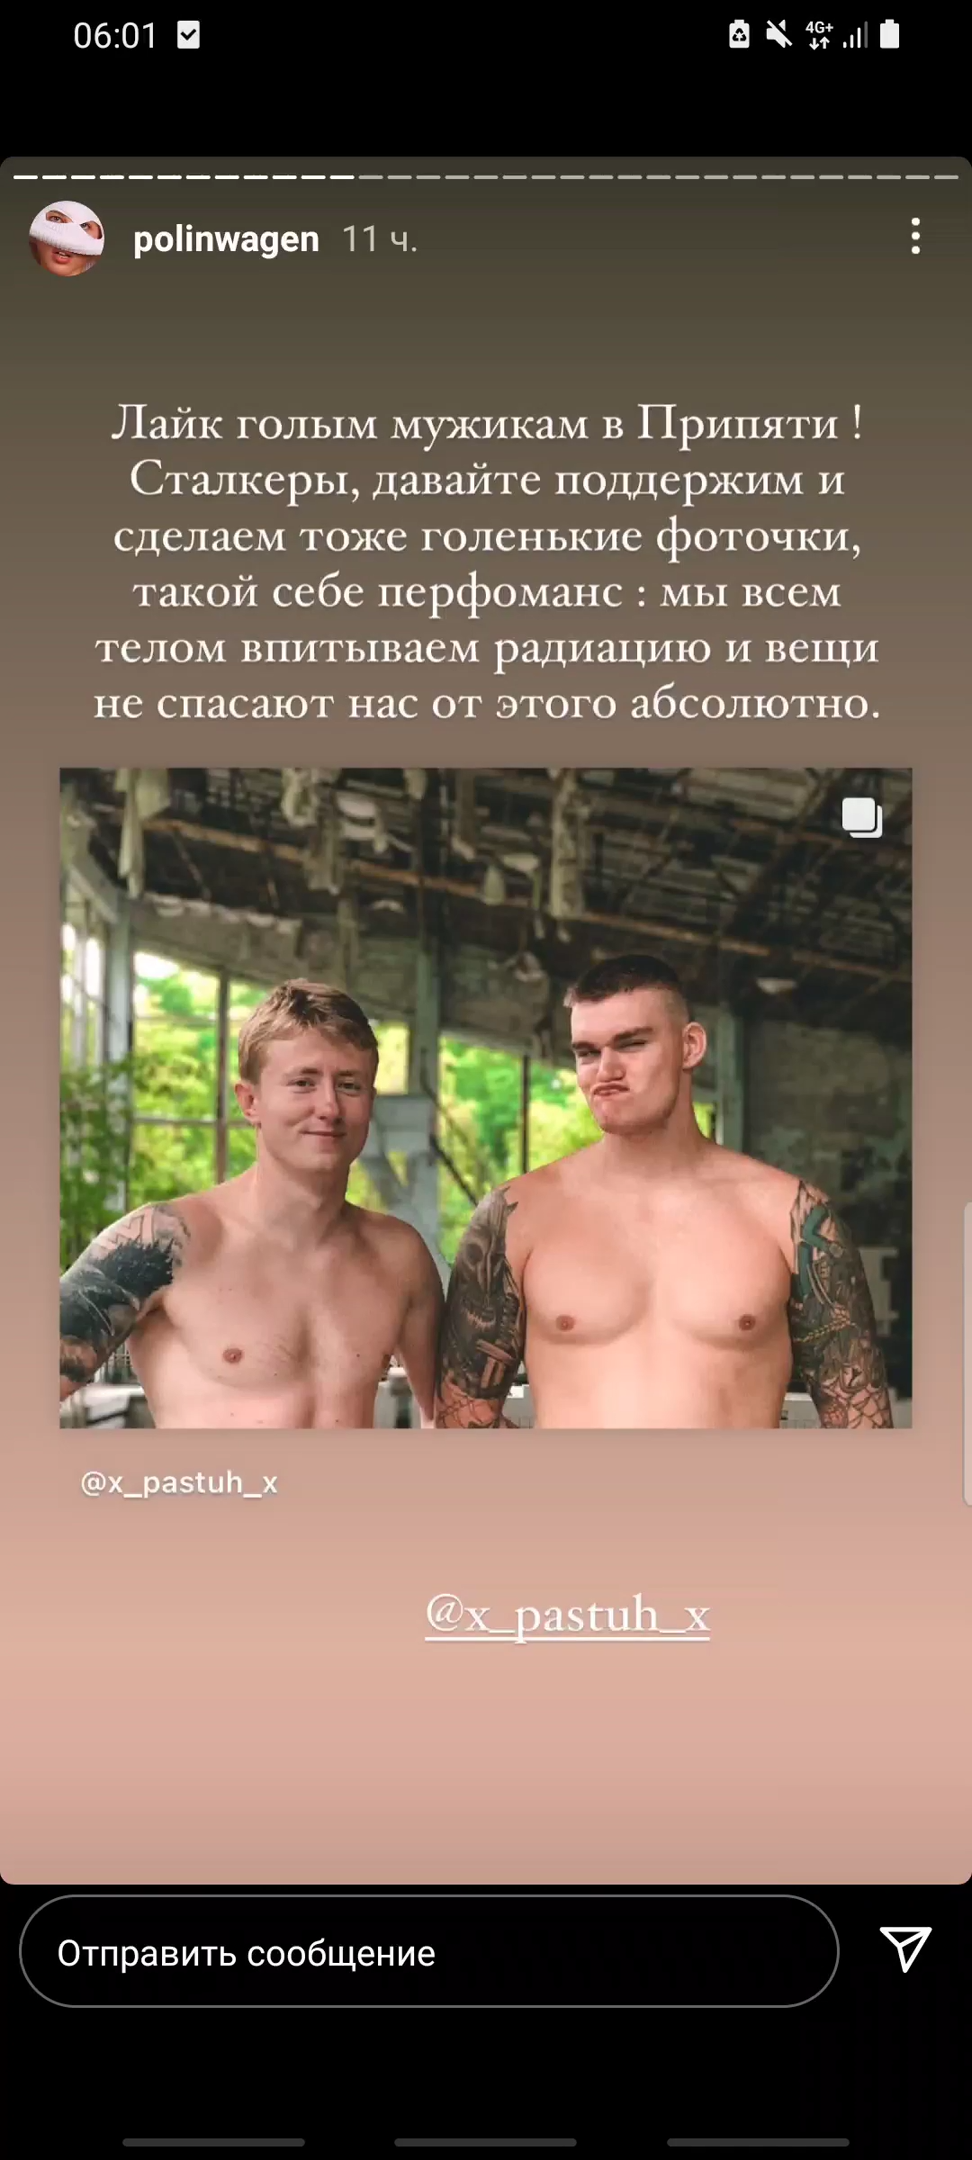 06:01
4G+
polinwagen 11 ч.
Лайк голым мужикам в Припяти !
Сталкеры, давайте поддержим и
сделаем тоже голенькие фоточки,
такой себе перфоманс : мы всем
телом впитываем радиацию и вещи
не спасают нас от этого абсолютно.
@x_pastuh_x
@x_pastuh_x
Отправить сообщение